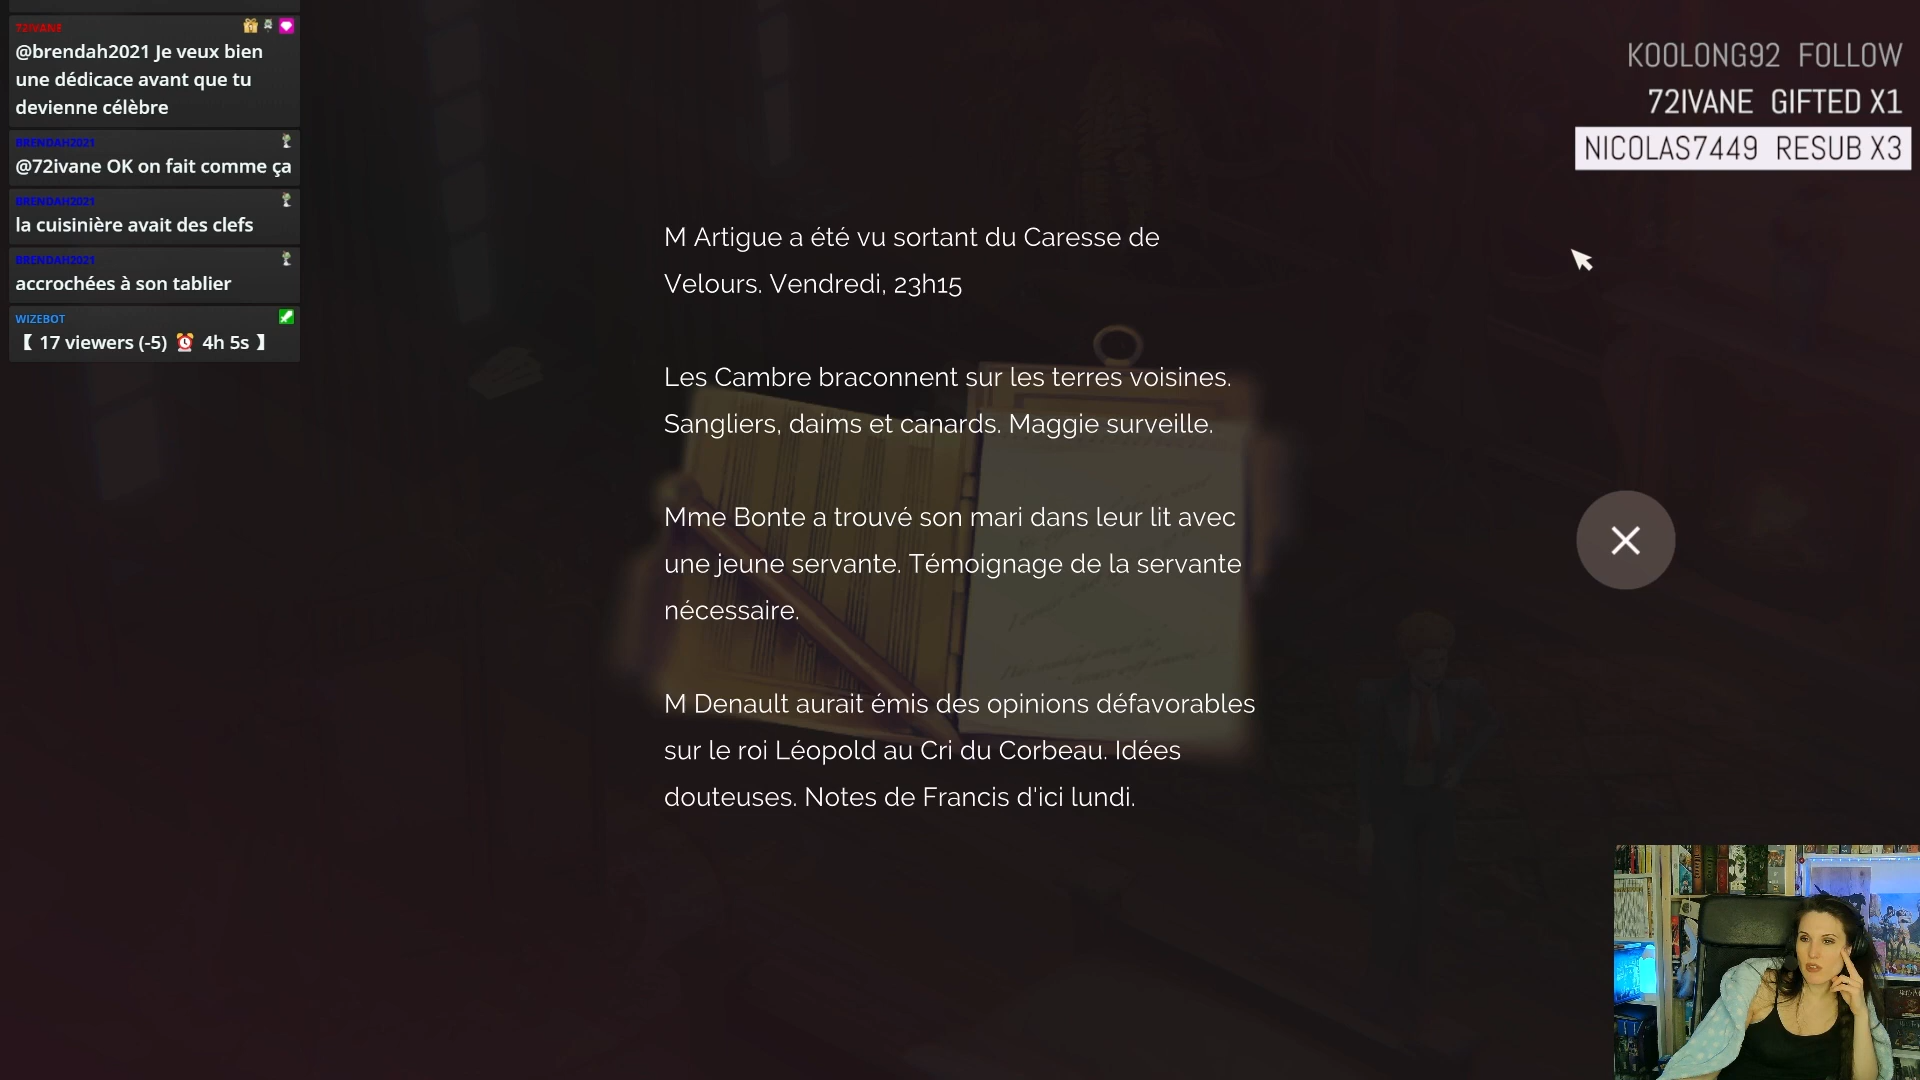 72IVANE
@brendah2021 Je veux bien
une dédicace avant que tu
devienne célèbre
BRENDAH2021
@72ivane OK on fait comme ça
BRENDAH2021
la cuisinière avait des clefs
BRENDAH2021
accrochées à son tablier
WIZEBOT
【 17 viewers (-5) ⏰ 4h 5s 】
KOOLONG92 FOLLOW
72IVANE GIFTED X1
NICOLAS7449 RESUB X3
M Artigue a été vu sortant du Caresse de
Velours. Vendredi, 23h15
Les Cambre braconnent sur les terres voisines.
Sangliers, daims et canards. Maggie surveille.
Mme Bonte a trouvé son mari dans leur lit avec
une jeune servante. Témoignage de la servante
nécessaire.
M Denault aurait émis des opinions défavorables
sur le roi Léopold au Cri du Corbeau. Idées
douteuses. Notes de Francis d'ici lundi.